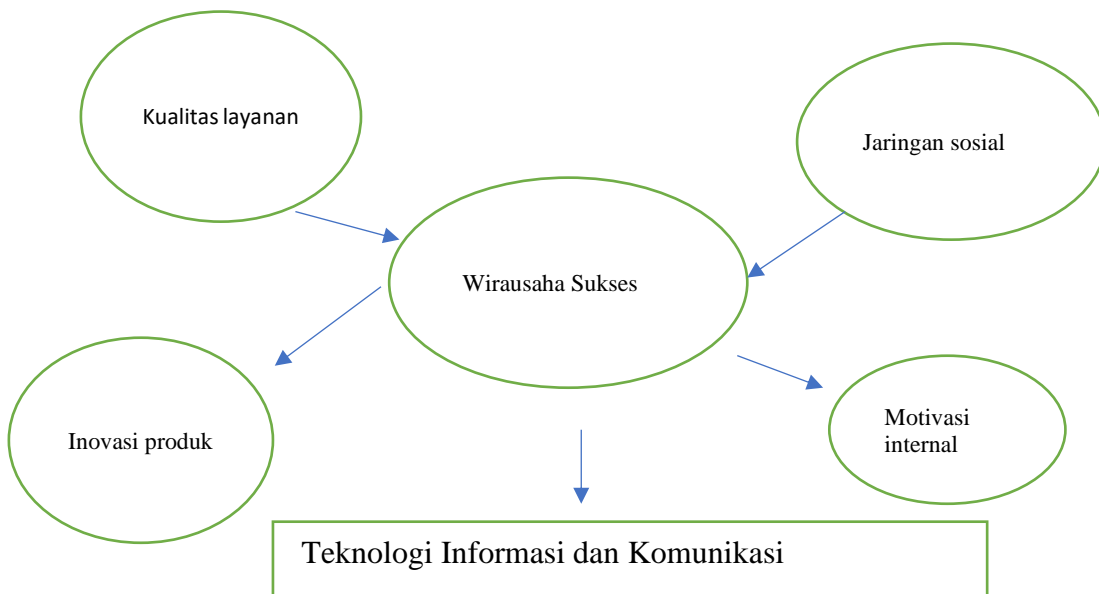 Kualitas layanan
Jaringan sosial
Wirausaha Sukses
Inovasi produk
Motivasi
internal
Teknologi Informasi dan Komunikasi